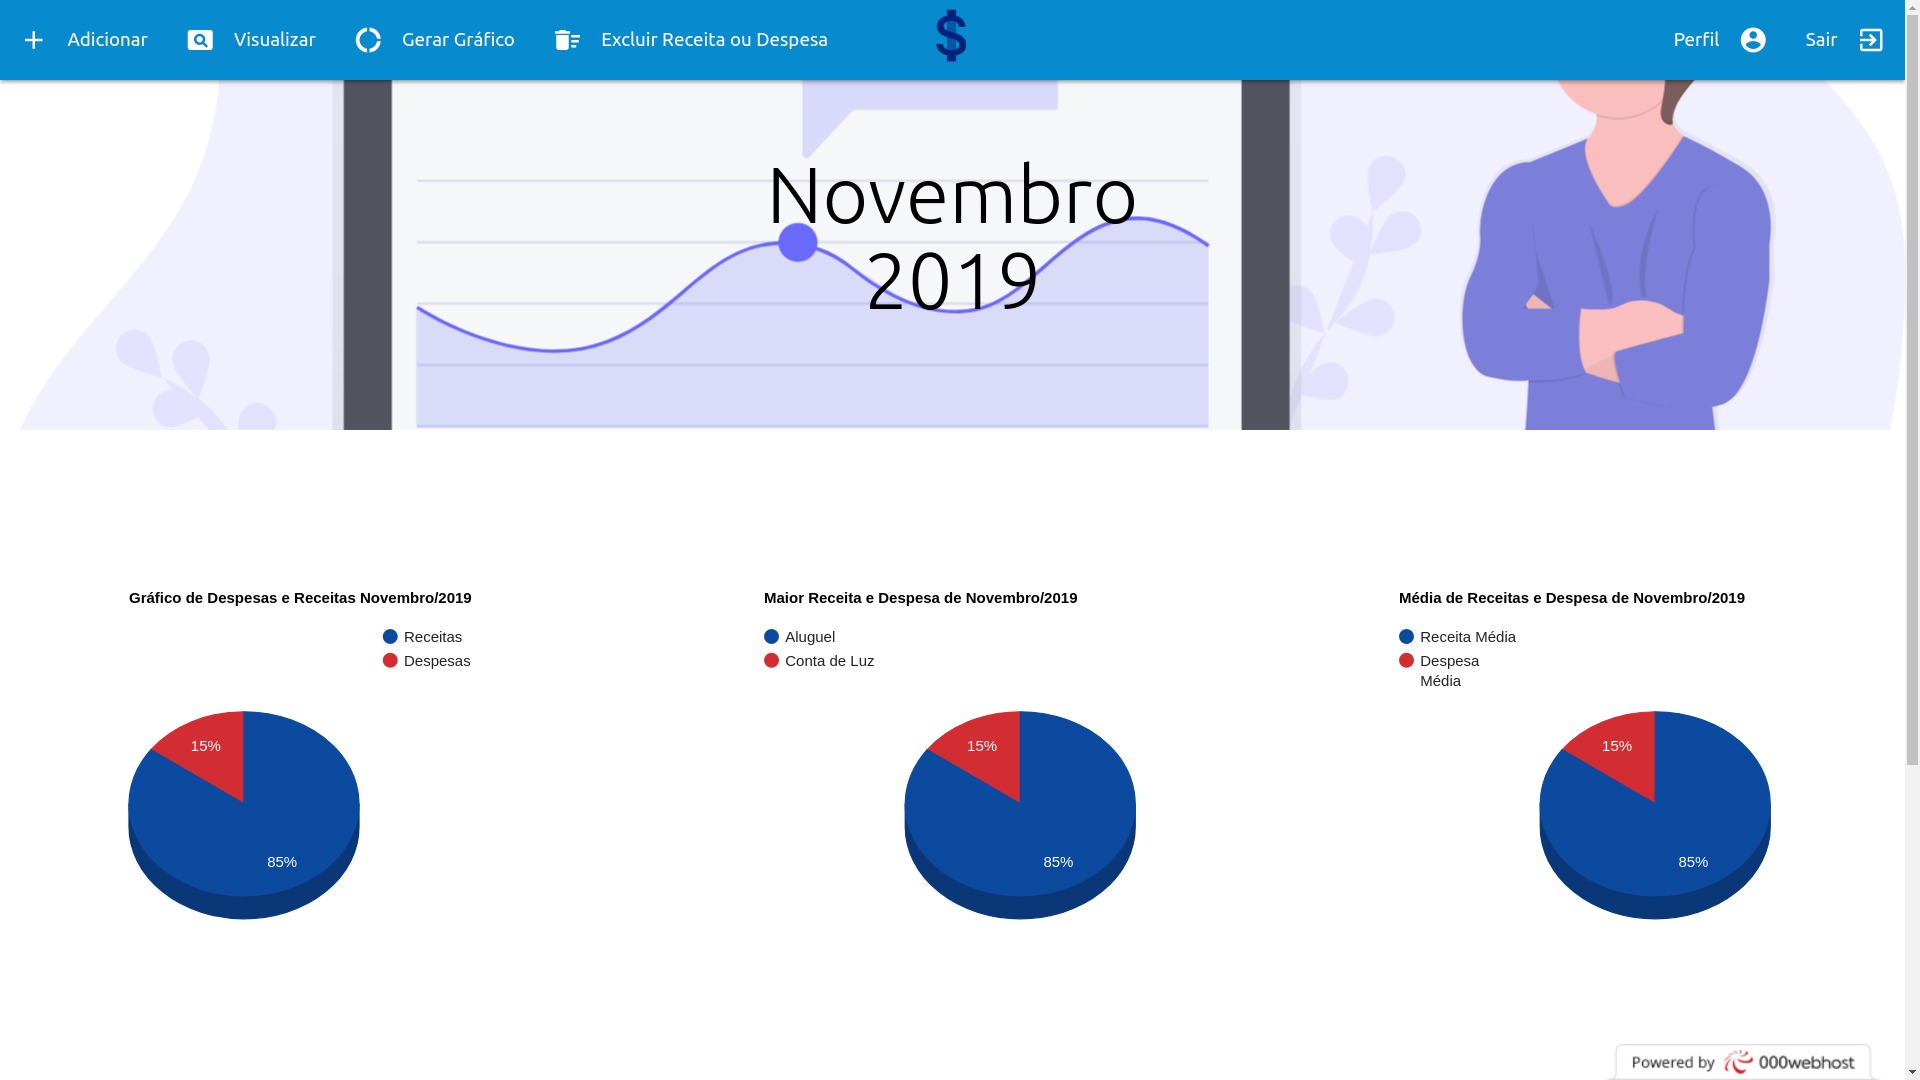 Adicionar
Visualizar
Gerar Gráfico
Excluir Receita ou Despesa
$
Perfil
Sair
Novembro
2019
Gráfico de Despesas e Receitas Novembro/2019
Receitas
Despesas
15%
85%
Maior Receita e Despesa de Novembro/2019
Aluguel
Conta de Luz
15%
85%
Média de Receitas e Despesa de Novembro/2019
Receita Média
Despesa
Média
15%
85%
Powered by 000webhost